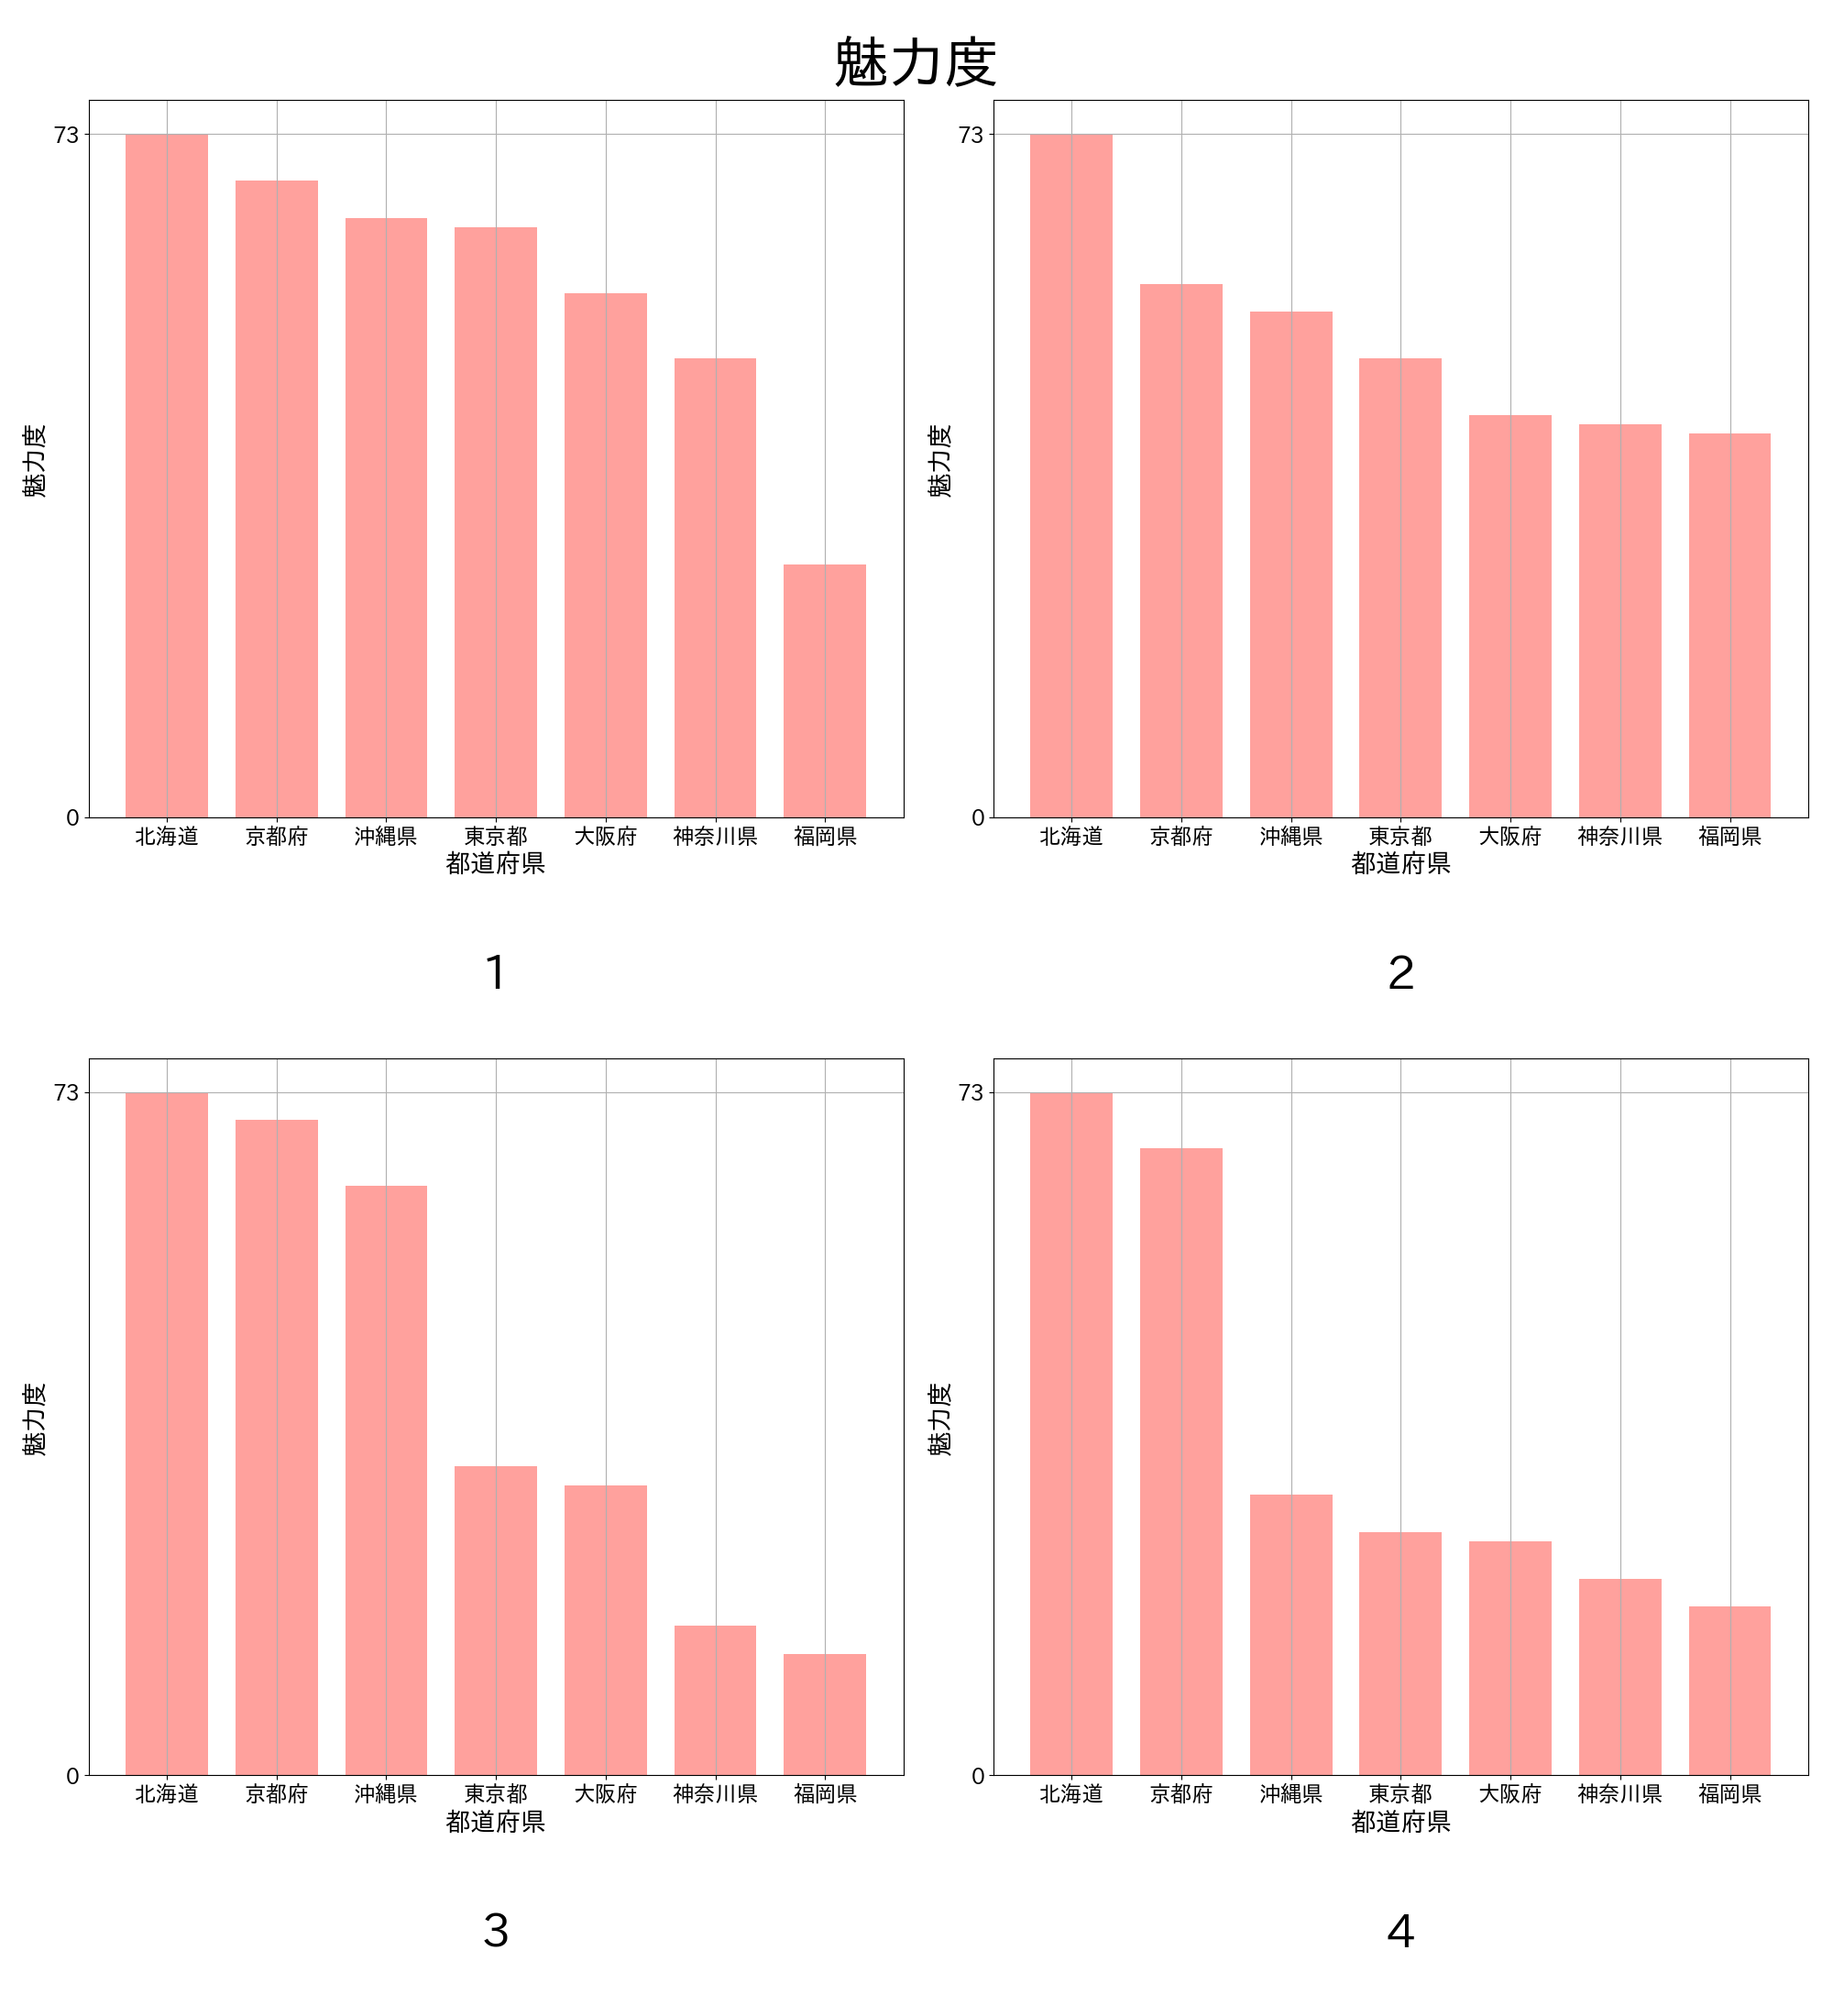 魅力度
73
0
魅力度
北海道 京都府 沖縄県 東京都 大阪府 神奈川県 福岡県
都道府県
1
73
0
魅力度
北海道 京都府 沖縄県 東京都 大阪府 神奈川県 福岡県
都道府県
2
73
0
魅力度
北海道 京都府 沖縄県 東京都 大阪府 神奈川県 福岡県
都道府県
3
73
0
魅力度
北海道 京都府 沖縄県 東京都 大阪府 神奈川県 福岡県
都道府県
4